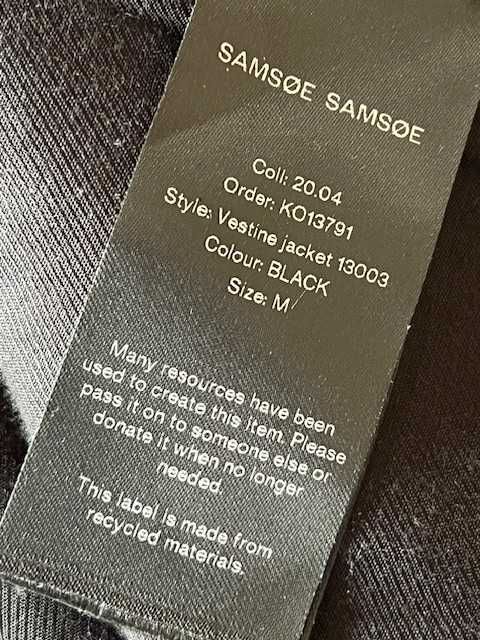 SAMSØE SAMSØE
Coll: 20.04
Order: KO13791
Style: Vestine jacket 13003
Colour: BLACK
Size: M
Many resources have been
used to create this item. Please
pass it on to someone else or
donate it when no longer
needed.
This label is made from
recycled materials.